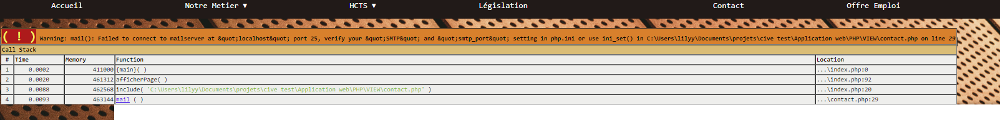 Accueil Notre Metier ▼ HCTS ▼ Législation Contact Offre Emploi
( ! ) Warning: mail(): Failed to connect to mailserver at &quot;localhost&quot; port 25, verify your &quot;SMTP&quot; and &quot;smtp_port&quot; setting in php.ini or use ini_set() in C:\Users\lilyy\Documents\projets\cive test\Application web\PHP\VIEW\contact.php on line 29
Call Stack
# Time Memory Function Location
1 0.0002 411000 {main}( ) ...\index.php:0
2 0.0020 461312 afficherPage( ) ...\index.php:92
3 0.0088 462568 include( 'C:\Users\lilyy\Documents\projets\cive test\Application web\PHP\VIEW\contact.php' ) ...\index.php:20
4 0.0093 463144 mail ( ) ...\contact.php:29